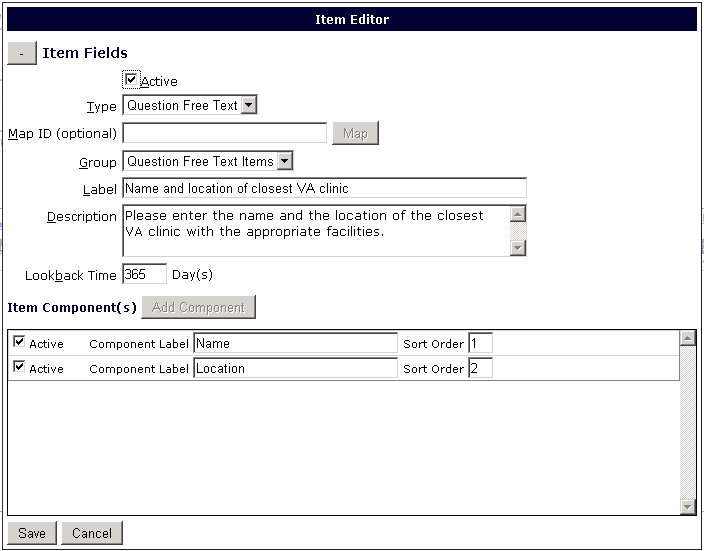 Item Editor
- Item Fields
Active
Type Question Free Text
Map ID (optional) Map
Group Question Free Text Items
Label Name and location of closest VA clinic
Description Please enter the name and the location of the closest
VA clinic with the appropriate facilities.
Lookback Time 365 Day(s)
Item Component(s) Add Component
Active Component Label Name Sort Order 1
Active Component Label Location Sort Order 2
Save Cancel